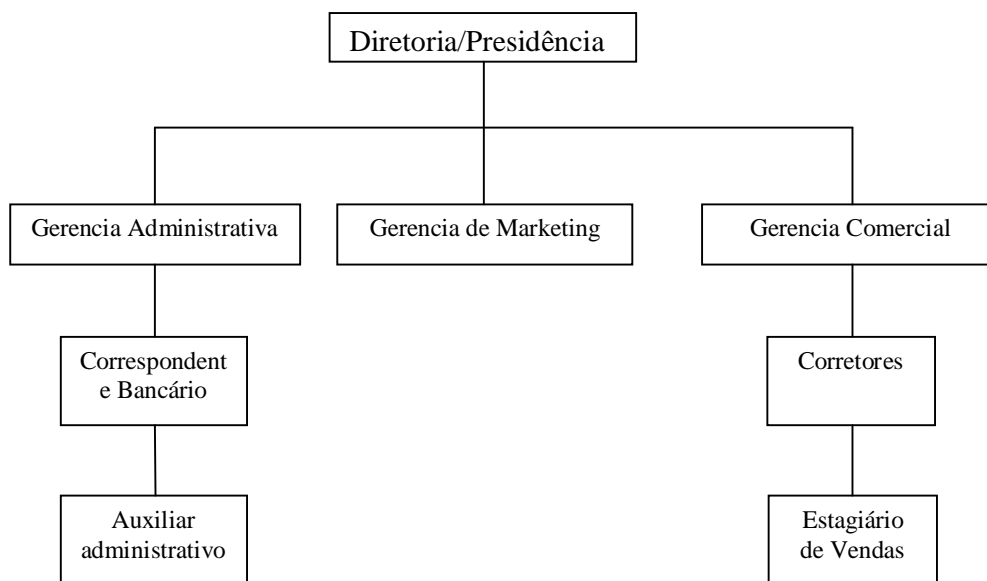 Diretoria/Presidência
Gerencia Administrativa
Gerencia de Marketing
Gerencia Comercial
Correspondent
e Bancário
Corretores
Auxiliar
administrativo
Estagiário
de Vendas